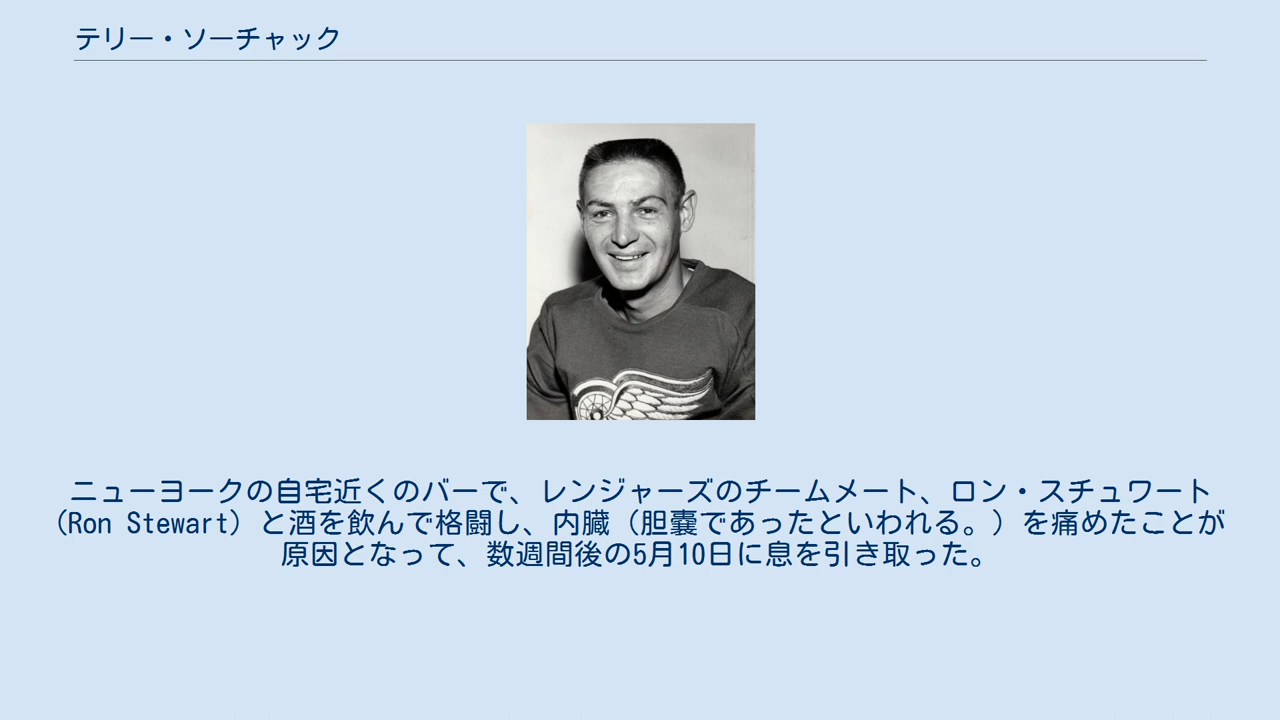 テリー・ソーチャック
ニューヨークの自宅近くのバーで、レンジャーズのチームメート、ロン・スチュワート
（Ron Stewart）と酒を飲んで格闘し、内臓（胆嚢であったといわれる。）を痛めたことが
原因となって、数週間後の5月10日に息を引き取った。